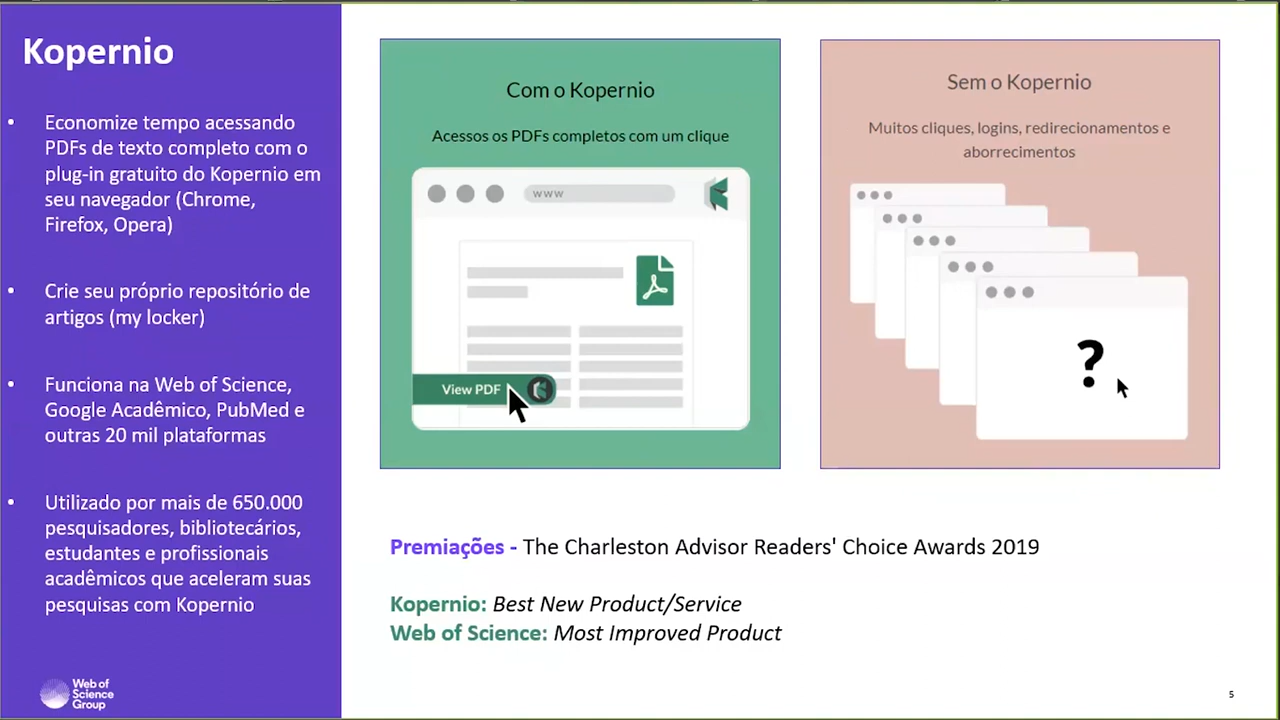 Kopernio
• Economize tempo acessando
PDFs de texto completo com o
plug-in gratuito do Kopernio em
seu navegador (Chrome,
Firefox, Opera)
• Crie seu próprio repositório de
artigos (my locker)
• Funciona na Web of Science,
Google Acadêmico, PubMed e
outras 20 mil plataformas
• Utilizado por mais de 650.000
pesquisadores, bibliotecários,
estudantes e profissionais
acadêmicos que aceleram suas
pesquisas com Kopernio
Web of
Science
Group
Com o Kopernio
Acessos os PDFs completos com um clique
www
View PDF
Sem o Kopernio
Muitos cliques, logins, redirecionamentos e
aborrecimentos
?
Premiações - The Charleston Advisor Readers' Choice Awards 2019
Kopernio: Best New Product/Service
Web of Science: Most Improved Product
5